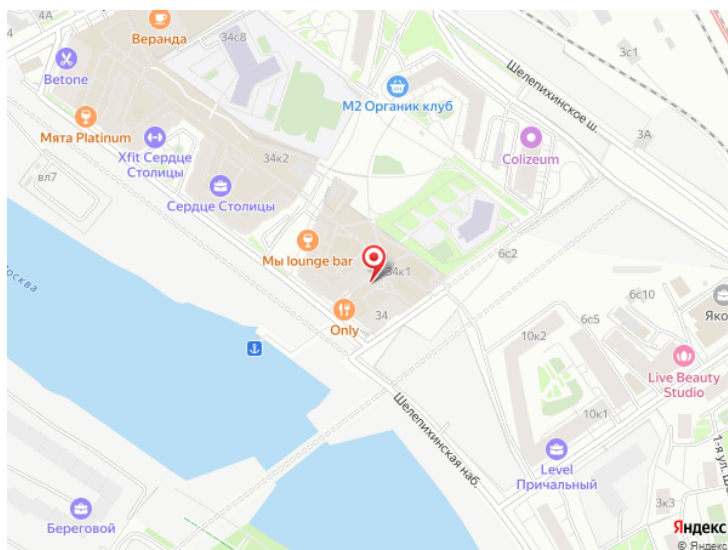 4А
4
34с8
Веранда
3с1
Betone
Шелепихинское ш.
М2 Органик клуб
Мята Platinum
3А
Xfit Сердце
Столицы
34к2
Colizeum
вл7
Сердце Столицы
6с2
Мы lounge bar
34к1
Москва
6с10
6с5
Яко
Only
34
10к2
Live Beauty
Studio
Шелепихинская наб.
10к1
1-я ул. Ш
Level
Причальный
3к3
Береговой
Яндекс
© Яндекс